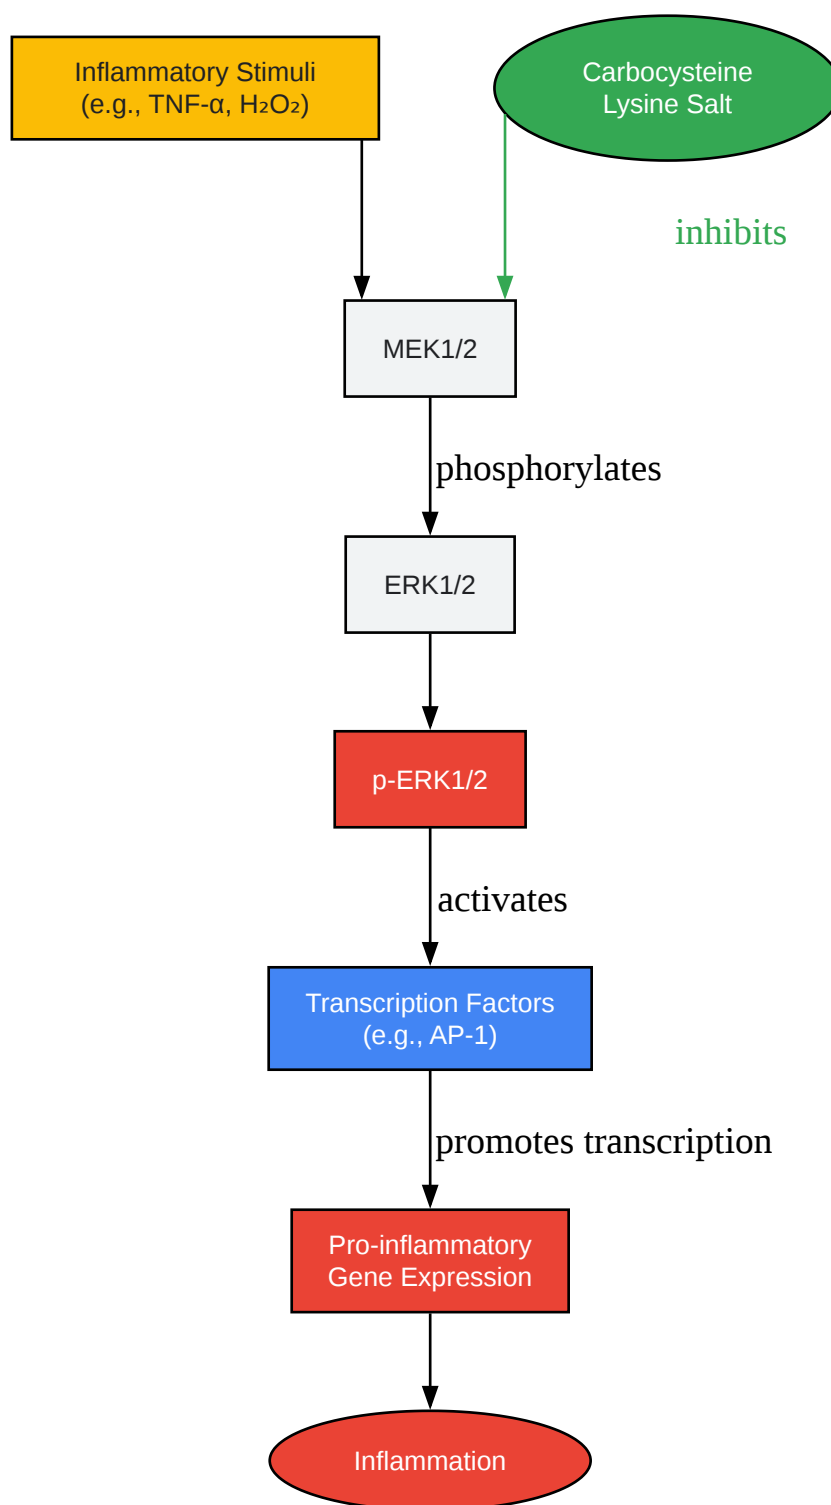 Inflammatory Stimuli
(e.g., TNF-α, H₂O₂)
Carbocysteine
Lysine Salt
inhibits
MEK1/2
phosphorylates
ERK1/2
p-ERK1/2
activates
Transcription Factors
(e.g., AP-1)
promotes transcription
Pro-inflammatory
Gene Expression
Inflammation